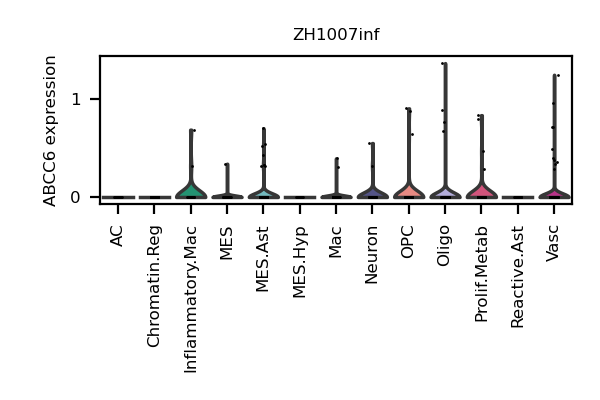 ZH1007inf
ABCC6 expression
1
0
AC
Chromatin.Reg
Inflammatory.Mac
MES
MES.Ast
MES.Hyp
Mac
Neuron
OPC
Oligo
Prolif.Metab
Reactive.Ast
Vasc